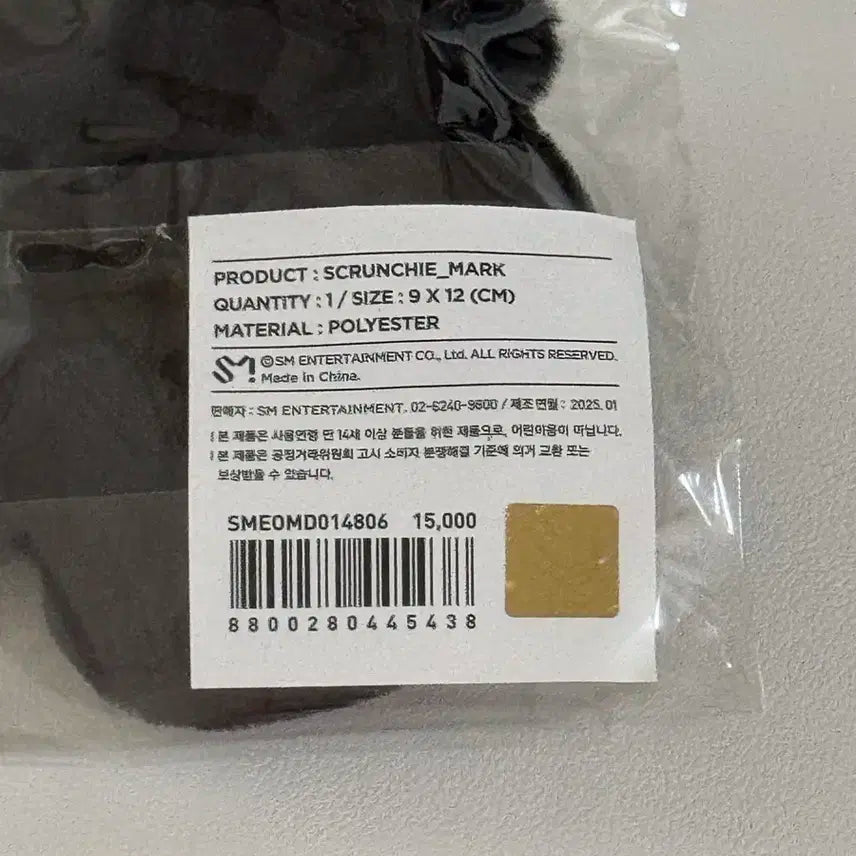 PRODUCT : SCRUNCHIE_MARK
QUANTITY : 1 / SIZE : 9 X 12 (CM)
MATERIAL : POLYESTER
SM. ©SM ENTERTAINMENT CO., Ltd. ALL RIGHTS RESERVED.
Made in China.
판매자 : SM ENTERTAINMENT. 02-6240-9800 / 제조연월 : 2025. 01
본 제품은 사용연령 만 14세 이상 분들을 위한 제품으로, 어린이용이 아닙니다.
본 제품은 공정거래위원회 고시 소비자 분쟁해결 기준에 의거 교환 또는
보상받을 수 있습니다.
SMEOMD014806 15,000
8800280445438